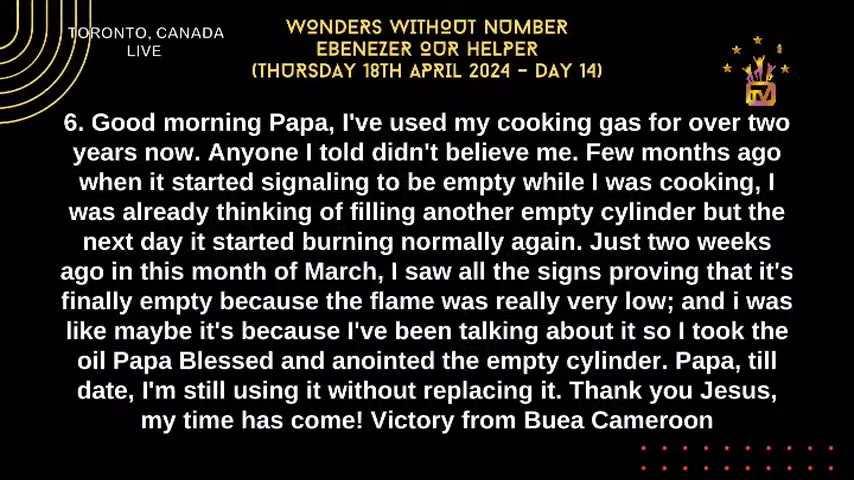 TORONTO, CANADA
LIVE
WONDERS WITHOUT NUMBER
EBENEZER OUR HELPER
(THURSDAY 18TH APRIL 2024 - DAY 14)
TV
6. Good morning Papa, I've used my cooking gas for over two
years now. Anyone I told didn't believe me. Few months ago
when it started signaling to be empty while I was cooking, I
was already thinking of filling another empty cylinder but the
next day it started burning normally again. Just two weeks
ago in this month of March, I saw all the signs proving that it's
finally empty because the flame was really very low; and i was
like maybe it's because I've been talking about it so I took the
oil Papa Blessed and anointed the empty cylinder. Papa, till
date, I'm still using it without replacing it. Thank you Jesus,
my time has come! Victory from Buea Cameroon